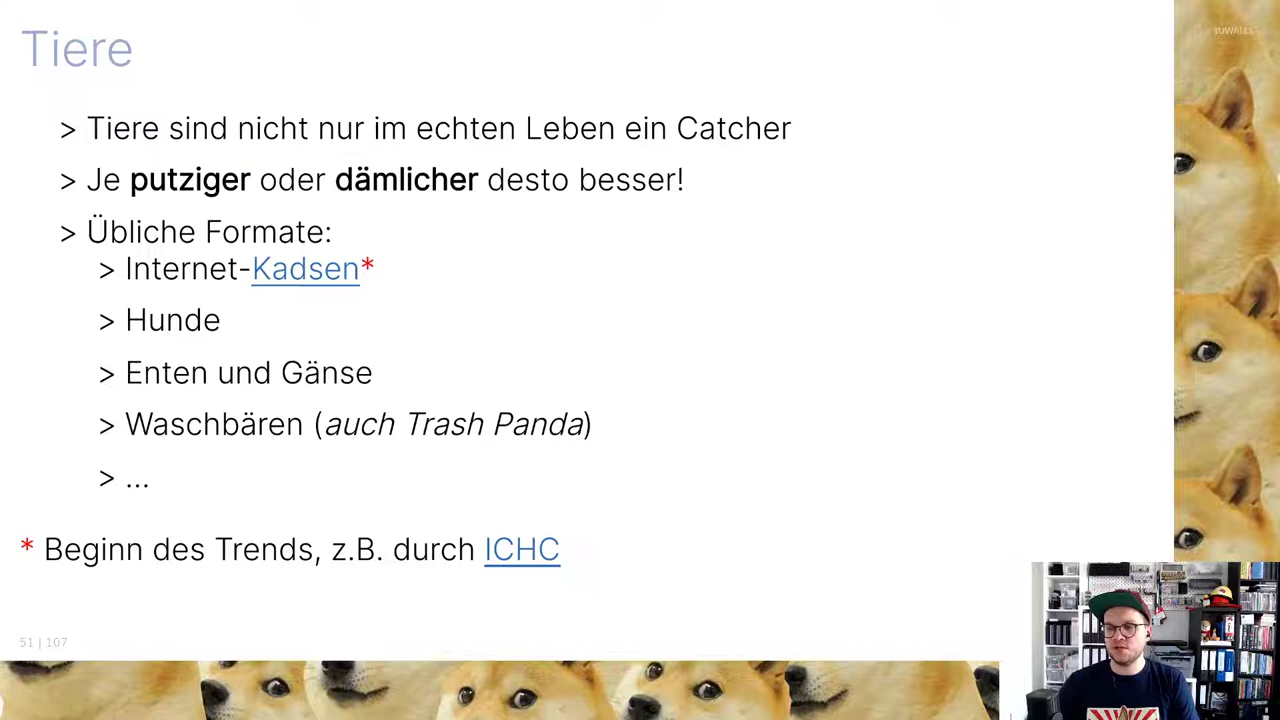 Tiere
> Tiere sind nicht nur im echten Leben ein Catcher
> Je putziger oder dämlicher desto besser!
> Übliche Formate:
> Internet-Kadsen*
> Hunde
> Enten und Gänse
> Waschbären (auch Trash Panda)
> ...
* Beginn des Trends, z.B. durch ICHC
51 | 107